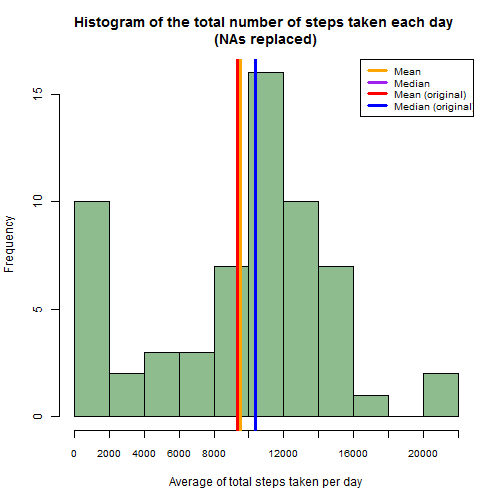 Histogram of the total number of steps taken each day
(NAs replaced)
Mean
Median
Mean (original)
Median (original
15
10
5
0
Frequency
0 2000 4000 6000 8000 12000 20000
Average of total steps taken per day